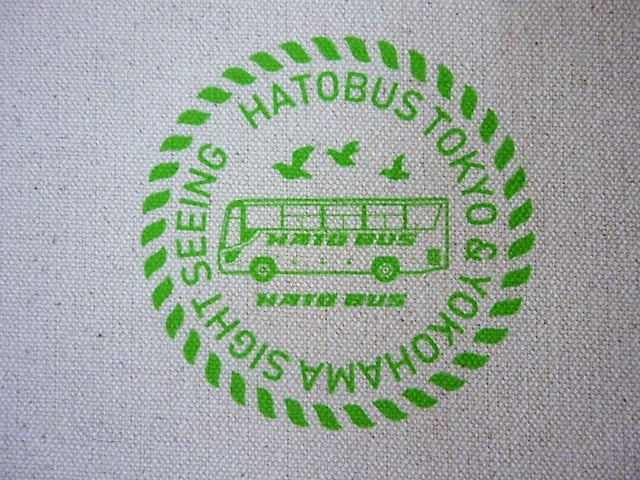 HATOBUS TOKYO & YOKOHAMA SIGHT SEEING
HATO BUS
HATO BUS